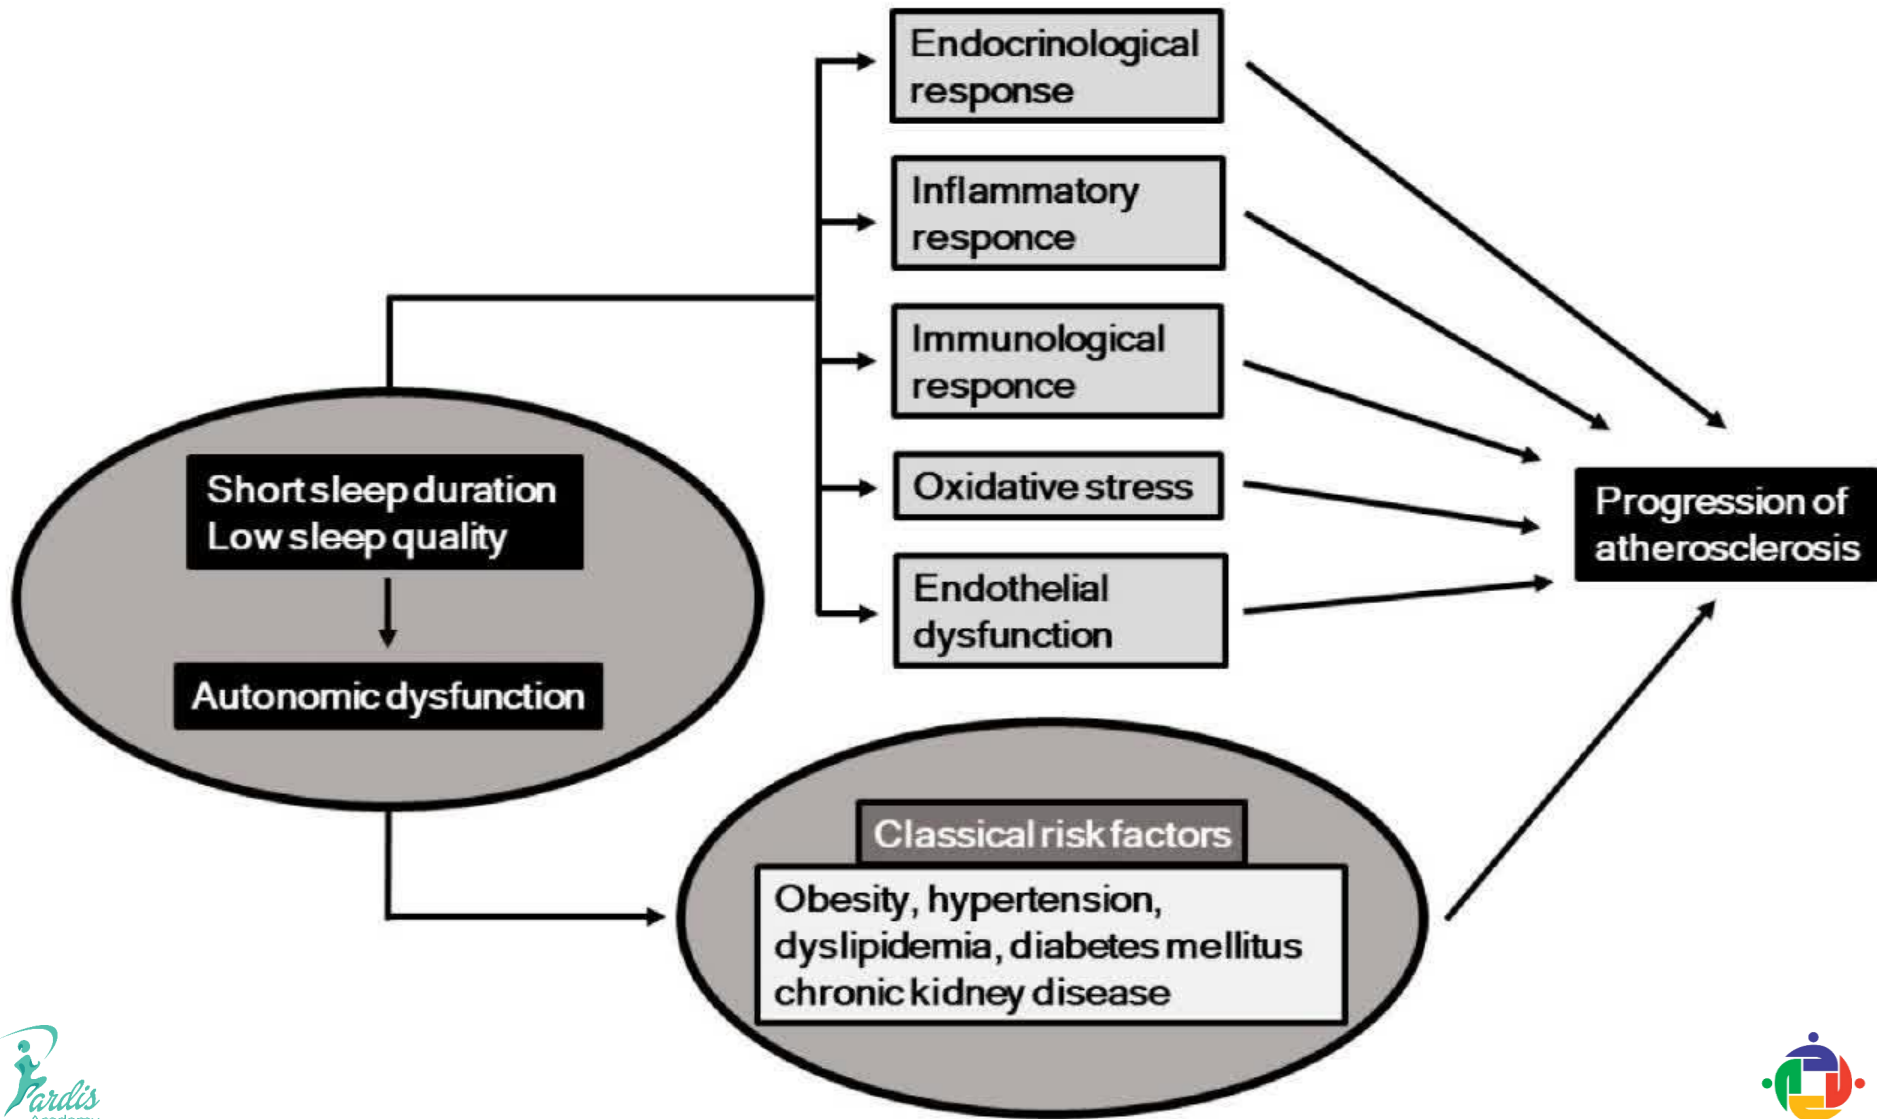 Endocrinological
response
Inflammatory
responce
Immunological
responce
Oxidative stress
Endothelial
dysfunction
Short sleep duration
Low sleep quality
Autonomic dysfunction
Progression of
atherosclerosis
Classical risk factors
Obesity, hypertension,
dyslipidemia, diabetes mellitus
chronic kidney disease
Pardis
Academy